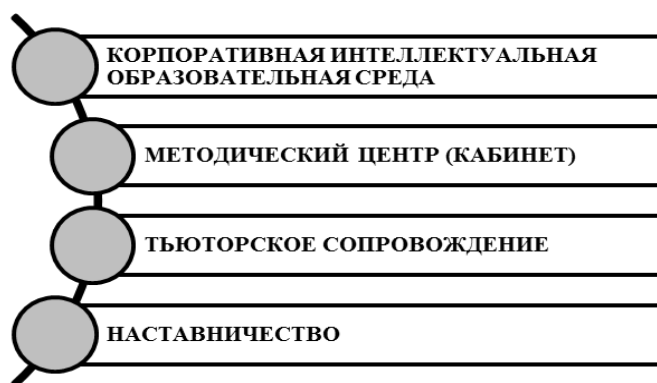 КОРПОРАТИВНАЯ ИНТЕЛЛЕКТУАЛЬНАЯ
ОБРАЗОВАТЕЛЬНАЯ СРЕДА
МЕТОДИЧЕСКИЙ ЦЕНТР (КАБИНЕТ)
ТЬЮТОРСКОЕ СОПРОВОЖДЕНИЕ
НАСТАВНИЧЕСТВО